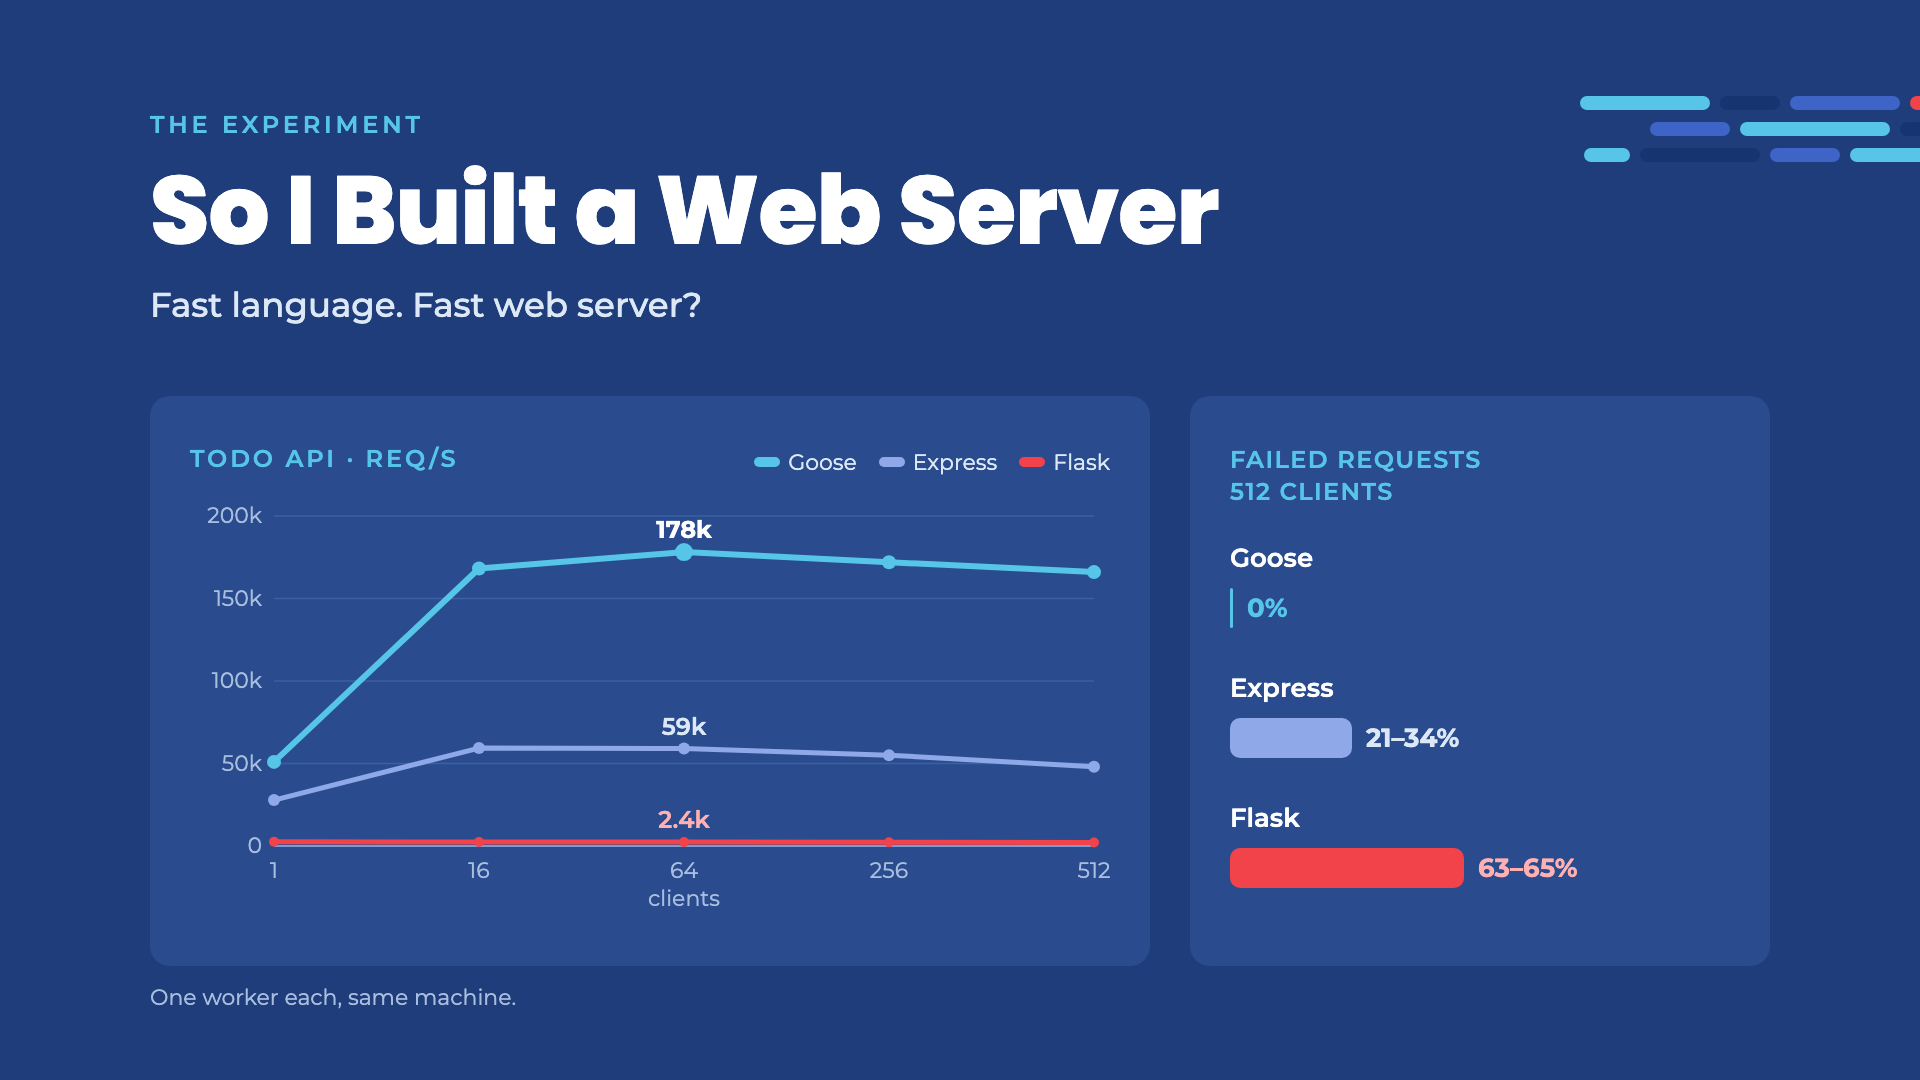 THE EXPERIMENT
So I Built a Web Server
Fast language. Fast web server?
TODO API · REQ/S
Goose Express Flask
200k
150k
100k
50k
0
178k
59k
2.4k
1 16 64 256 512
clients
FAILED REQUESTS
512 CLIENTS
Goose
0%
Express
21–34%
Flask
63–65%
One worker each, same machine.